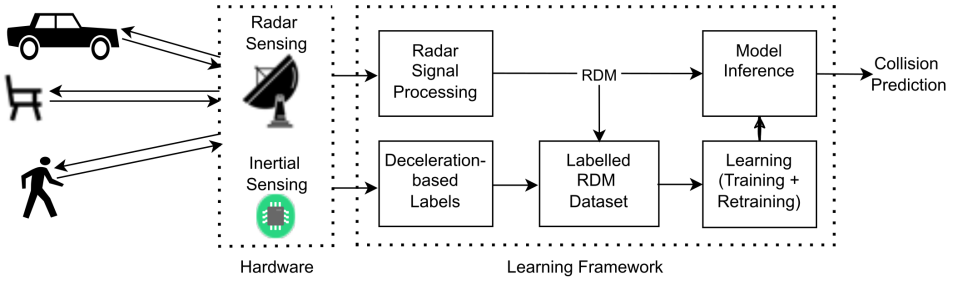 Radar
Sensing
Inertial
Sensing
Hardware
Radar
Signal
Processing
RDM
Model
Inference
Collision
Prediction
Deceleration-
based
Labels
Labelled
RDM
Dataset
Learning
(Training +
Retraining)
Learning Framework